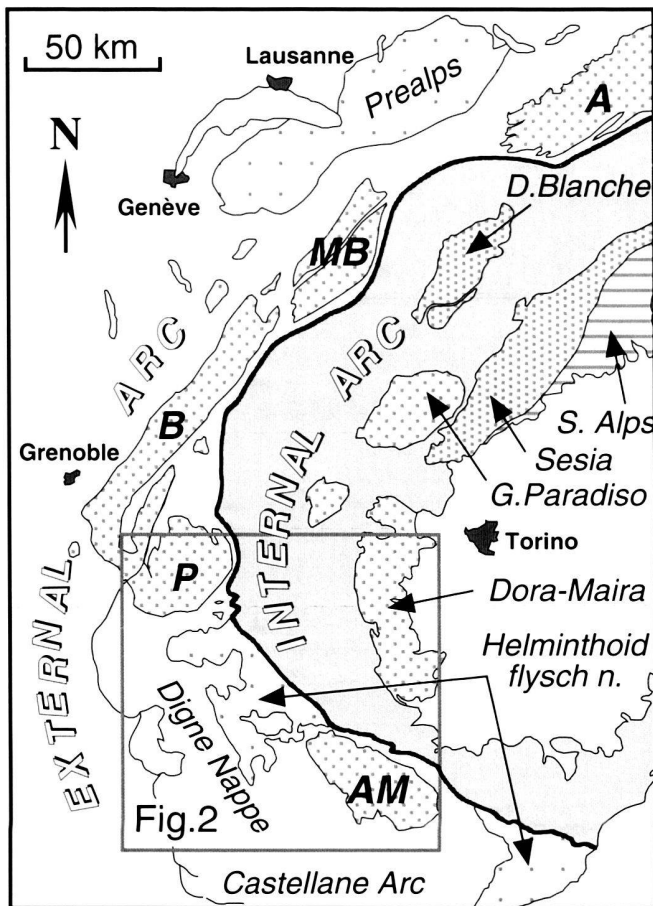 50 km
Lausanne
Prealps
A
N
Genève
D.Blanche
MB
EXTERNAL ARC
INTERNAL ARC
B
Grenoble
S. Alps
Sesia
G.Paradiso
Torino
P
Dora-Maira
Helminthoid
flysch n.
Digne Nappe
AM
Fig.2
Castellane Arc